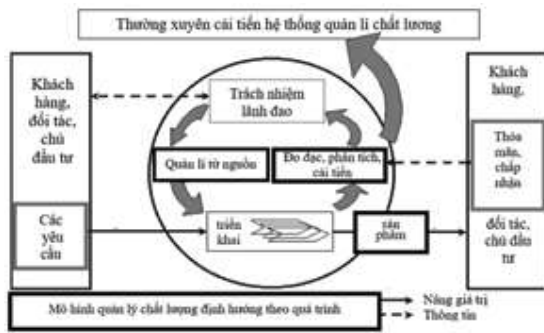 Thường xuyên cải tiến hệ thống quản lí chất lương
Khách
hàng,
đối tác,
chủ
đầu tư
Các
yêu
cầu
Trách nhiệm
lãnh đao
Quản lí từ nguồn
Đo đạc, phân tích,
cải tiến
triển
khai
sản
phẩm
Khách
hàng,
Thỏa
mãn,
chấp
nhận
đối tác,
chủ đầu
tư
Mô hình quản lý chất lượng định hướng theo quá trình
Nâng giá trị
Thông tin